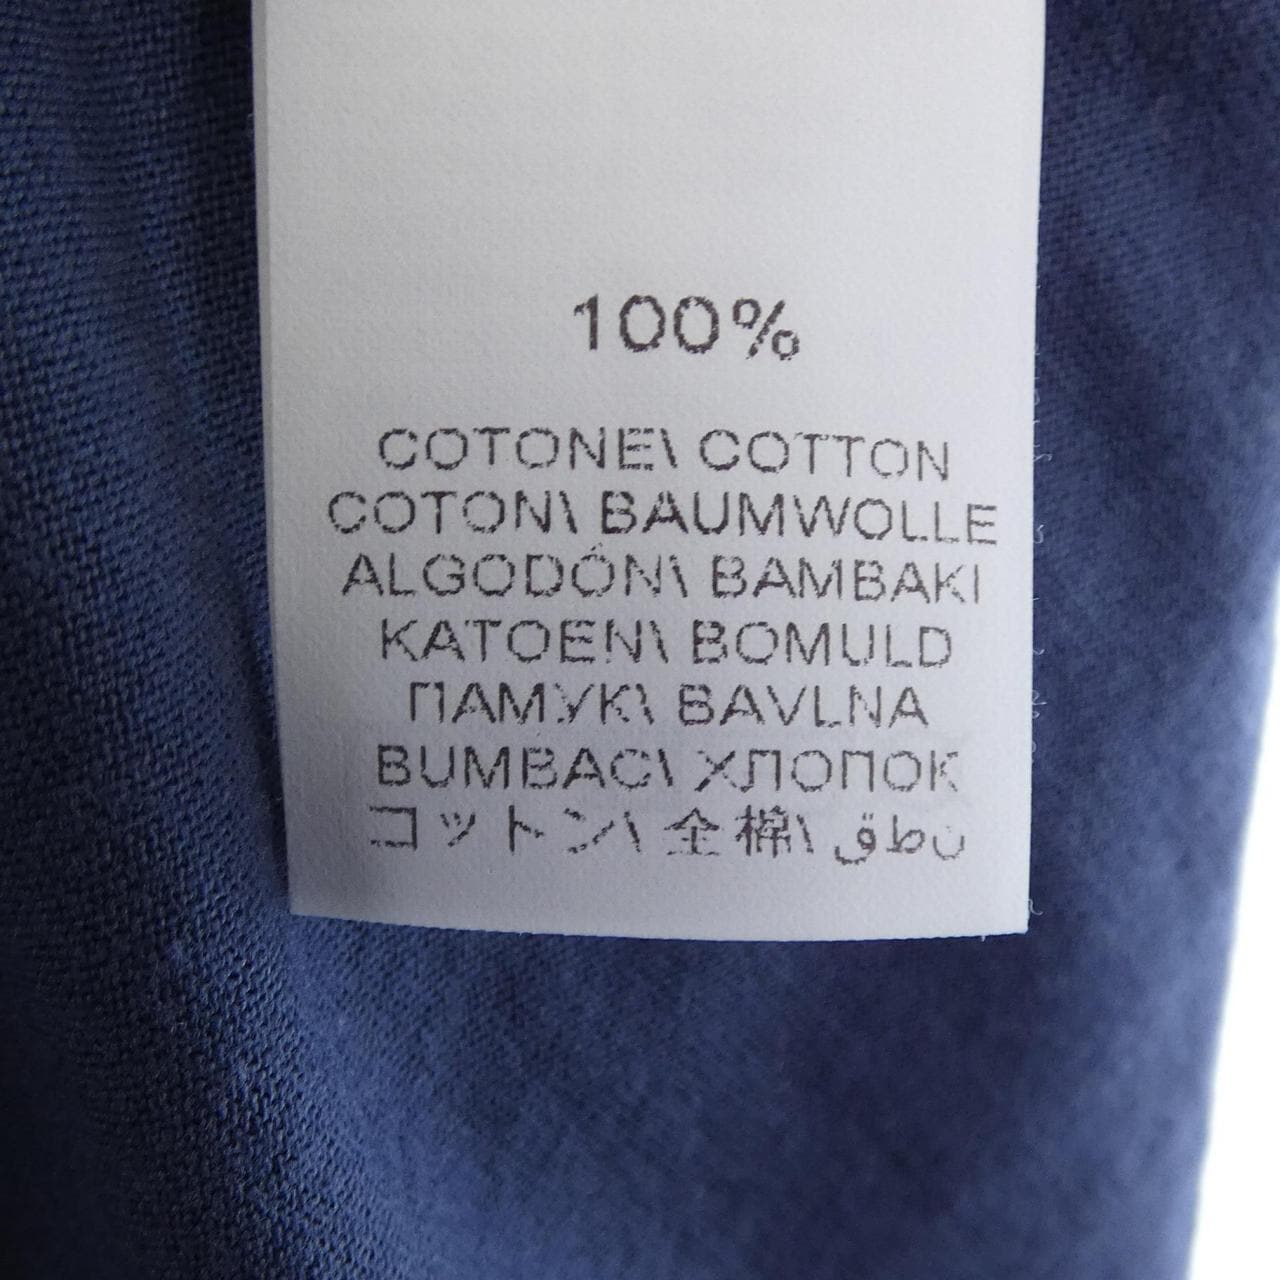 100%
COTONE\ COTTON
COTON\ BAUMWOLLE
ALGODÓN\ BAMBAKI
KATOEN\ BOMULD
ПАМУК\ BAVLNA
BUMBAC\ ХЛОПОК
コットン\ 全棉\ قطن